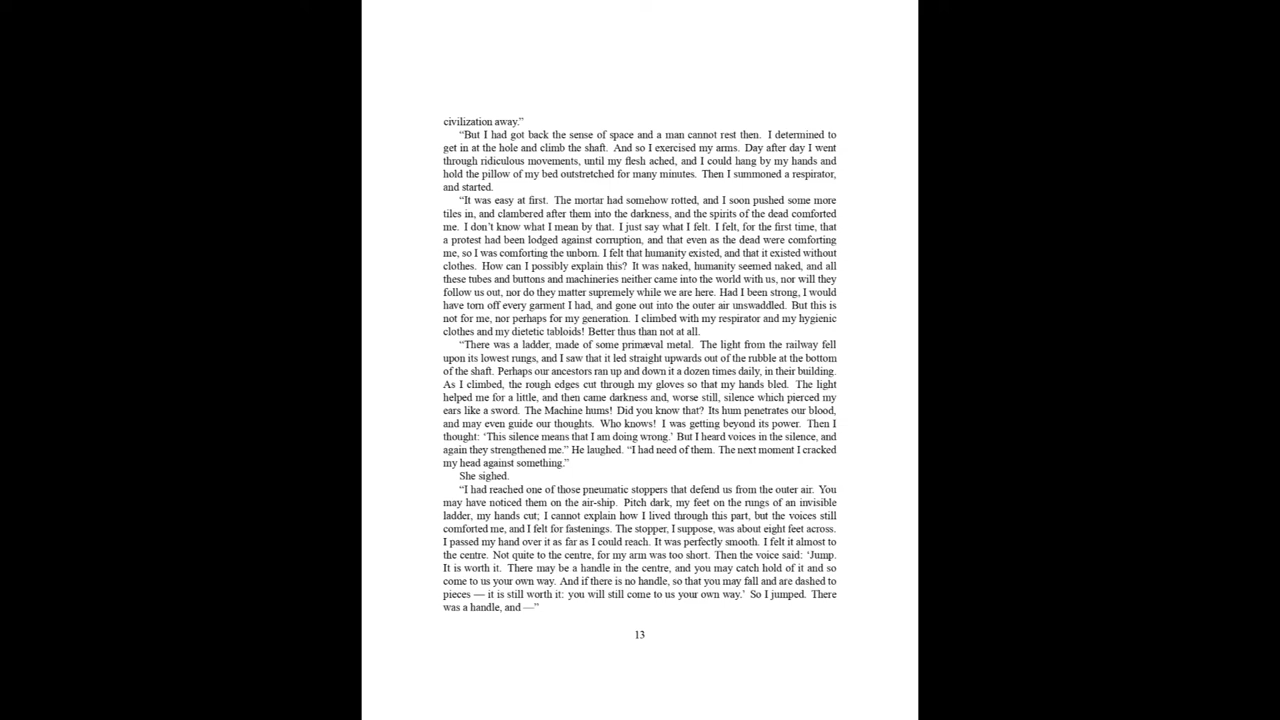 civilization away.”
“But I had got back the sense of space and a man cannot rest then. I determined to
get in at the hole and climb the shaft. And so I exercised my arms. Day after day I went
through ridiculous movements, until my flesh ached, and I could hang by my hands and
hold the pillow of my bed outstretched for many minutes. Then I summoned a respirator,
and started.
“It was easy at first. The mortar had somehow rotted, and I soon pushed some more
tiles in, and clambered after them into the darkness, and the spirits of the dead comforted
me. I don’t know what I mean by that. I just say what I felt. I felt, for the first time, that
a protest had been lodged against corruption, and that even as the dead were comforting
me, so I was comforting the unborn. I felt that humanity existed, and that it existed without
clothes. How can I possibly explain this? It was naked, humanity seemed naked, and all
these tubes and buttons and machineries neither came into the world with us, nor will they
follow us out, nor do they matter supremely while we are here. Had I been strong, I would
have torn off every garment I had, and gone out into the outer air unswaddled. But this is
not for me, nor perhaps for my generation. I climbed with my respirator and my hygienic
clothes and my dietetic tabloids! Better thus than not at all.
“There was a ladder, made of some primæval metal. The light from the railway fell
upon its lowest rungs, and I saw that it led straight upwards out of the rubble at the bottom
of the shaft. Perhaps our ancestors ran up and down it a dozen times daily, in their building.
As I climbed, the rough edges cut through my gloves so that my hands bled. The light
helped me for a little, and then came darkness and, worse still, silence which pierced my
ears like a sword. The Machine hums! Did you know that? Its hum penetrates our blood,
and may even guide our thoughts. Who knows! I was getting beyond its power. Then I
thought: ‘This silence means that I am doing wrong.’ But I heard voices in the silence, and
again they strengthened me.” He laughed. “I had need of them. The next moment I cracked
my head against something.”
She sighed.
“I had reached one of those pneumatic stoppers that defend us from the outer air. You
may have noticed them on the air-ship. Pitch dark, my feet on the rungs of an invisible
ladder, my hands cut; I cannot explain how I lived through this part, but the voices still
comforted me, and I felt for fastenings. The stopper, I suppose, was about eight feet across.
I passed my hand over it as far as I could reach. It was perfectly smooth. I felt it almost to
the centre. Not quite to the centre, for my arm was too short. Then the voice said: ‘Jump.
It is worth it. There may be a handle in the centre, and you may catch hold of it and so
come to us your own way. And if there is no handle, so that you may fall and are dashed to
pieces — it is still worth it: you will still come to us your own way.’ So I jumped. There
was a handle, and —”
13